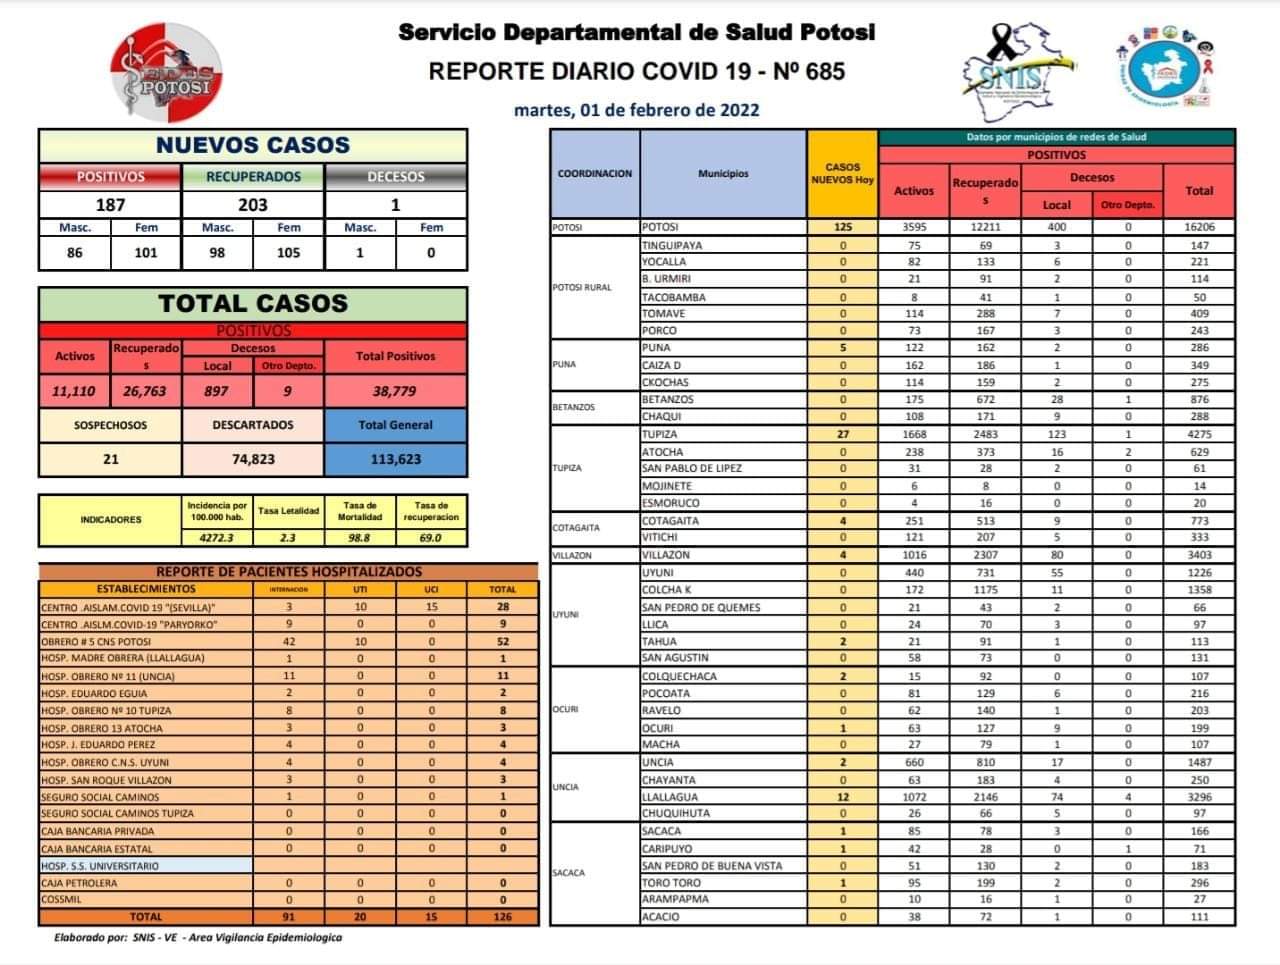 Servicio Departamental de Salud Potosi
REPORTE DIARIO COVID 19 - Nº 685
martes, 01 de febrero de 2022
SEDES POTOSI
SNIS
NUEVOS CASOS
POSITIVOS RECUPERADOS DECESOS
187 203 1
Masc. Fem Masc. Fem Masc. Fem
86 101 98 105 1 0
TOTAL CASOS
POSITIVOS
Activos Recuperados Decesos Total Positivos
Local Otro Depto.
11,110 26,763 897 9 38,779
SOSPECHOSOS DESCARTADOS Total General
21 74,823 113,623
INDICADORES Incidencia por 100.000 hab. Tasa Letalidad Tasa de Mortalidad Tasa de recuperacion
4272.3 2.3 98.8 69.0
REPORTE DE PACIENTES HOSPITALIZADOS
ESTABLECIMIENTOS INTERNACION UTI UCI TOTAL
CENTRO .AISLAM.COVID 19 "(SEVILLA)" 3 10 15 28
CENTRO .AISLM.COVID-19 "PARYORKO" 9 0 0 9
OBRERO # 5 CNS POTOSI 42 10 0 52
HOSP. MADRE OBRERA (LLALLAGUA) 1 0 0 1
HOSP. OBRERO Nº 11 (UNCIA) 11 0 0 11
HOSP. EDUARDO EGUIA 2 0 0 2
HOSP. OBRERO Nº 10 TUPIZA 8 0 0 8
HOSP. OBRERO 13 ATOCHA 3 0 0 3
HOSP. J. EDUARDO PEREZ 4 0 0 4
HOSP. OBRERO C.N.S. UYUNI 4 0 0 4
HOSP. SAN ROQUE VILLAZON 3 0 0 3
SEGURO SOCIAL CAMINOS 1 0 0 1
SEGURO SOCIAL CAMINOS TUPIZA 0 0 0 0
CAJA BANCARIA PRIVADA 0 0 0 0
CAJA BANCARIA ESTATAL 0 0 0 0
HOSP. S.S. UNIVERSITARIO
CAJA PETROLERA 0 0 0 0
COSSMIL 0 0 0 0
TOTAL 91 20 15 126
Elaborado por: SNIS - VE - Area Vigilancia Epidemiologica
COORDINACION Municipios CASOS NUEVOS Hoy Datos por municipios de redes de Salud
POSITIVOS
Activos Recuperados Decesos Total
Local Otro Depto.
POTOSI POTOSI 125 3595 12211 400 0 16206
POTOSI RURAL TINGUIPAYA 0 75 69 3 0 147
YOCALLA 0 82 133 6 0 221
B. URMIRI 0 21 91 2 0 114
TACOBAMBA 0 8 41 1 0 50
TOMAVE 0 114 288 7 0 409
PORCO 0 73 167 3 0 243
PUNA PUNA 5 122 162 2 0 286
CAIZA D 0 162 186 1 0 349
CKOCHAS 0 114 159 2 0 275
BETANZOS BETANZOS 0 175 672 28 1 876
CHAQUI 0 108 171 9 0 288
TUPIZA TUPIZA 27 1668 2483 123 1 4275
ATOCHA 0 238 373 16 2 629
SAN PABLO DE LIPEZ 0 31 28 2 0 61
MOJINETE 0 6 8 0 0 14
ESMORUCO 0 4 16 0 0 20
COTAGAITA COTAGAITA 4 251 513 9 0 773
VITICHI 0 121 207 5 0 333
VILLAZON VILLAZON 4 1016 2307 80 0 3403
UYUNI UYUNI 0 440 731 55 0 1226
COLCHA K 0 172 1175 11 0 1358
SAN PEDRO DE QUEMES 0 21 43 2 0 66
LLICA 0 24 70 3 0 97
TAHUA 2 21 91 1 0 113
SAN AGUSTIN 0 58 73 0 0 131
OCURI COLQUECHACA 2 15 92 0 0 107
POCOATA 0 81 129 6 0 216
RAVELO 0 62 140 1 0 203
OCURI 1 63 127 9 0 199
MACHA 0 27 79 1 0 107
UNCIA UNCIA 2 660 810 17 0 1487
CHAYANTA 0 63 183 4 0 250
LLALLAGUA 12 1072 2146 74 4 3296
CHUQUIHUTA 0 26 66 5 0 97
SACACA SACACA 1 85 78 3 0 166
CARIPUYO 1 42 28 0 1 71
SAN PEDRO DE BUENA VISTA 0 51 130 2 0 183
TORO TORO 1 95 199 2 0 296
ARAMPAPMA 0 10 16 1 0 27
ACACIO 0 38 72 1 0 111